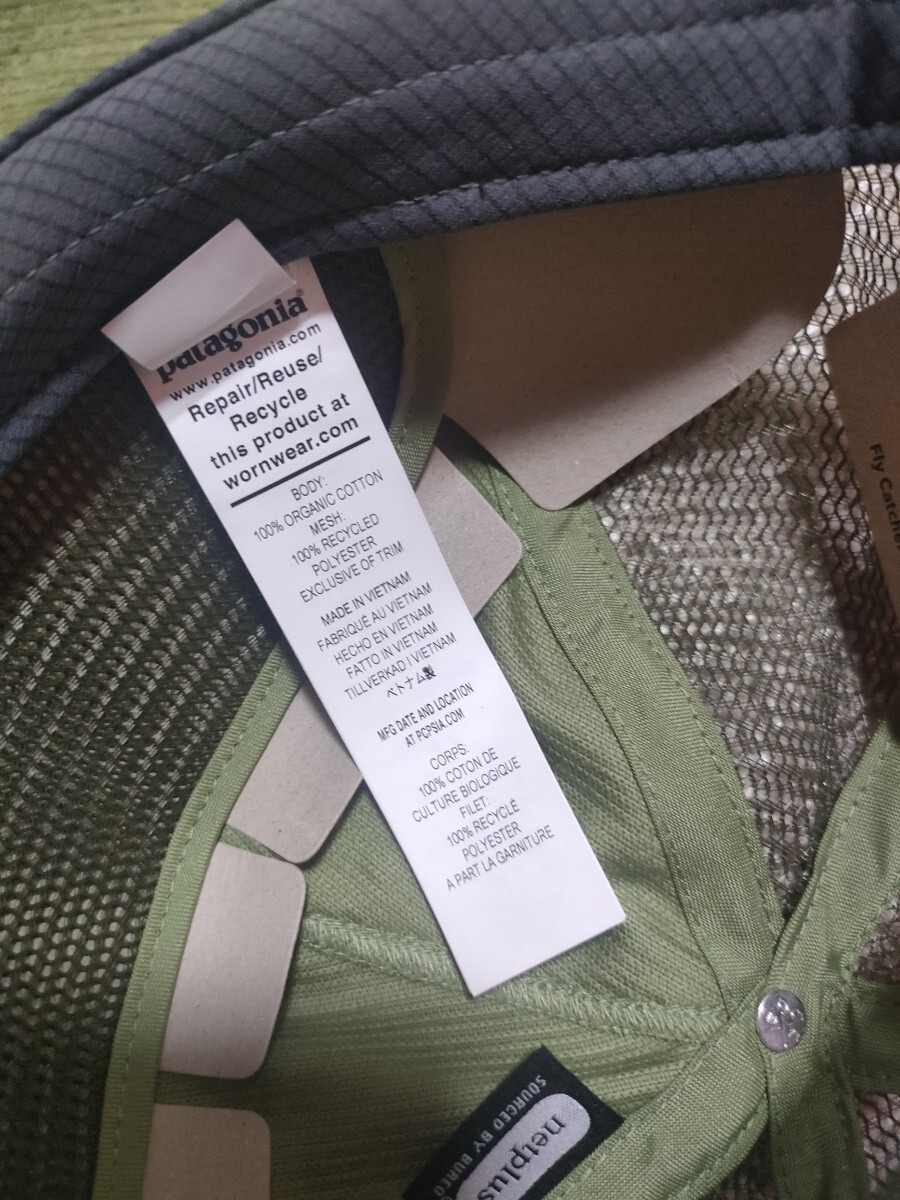 patagonia®
www.patagonia.com
Repair/Reuse/
Recycle
this product at
wornwear.com
BODY:
100% ORGANIC COTTON
MESH:
100% RECYCLED
POLYESTER
EXCLUSIVE OF TRIM
MADE IN VIETNAM
FABRIQUÉ AU VIETNAM
HECHO EN VIETNAM
FATTO IN VIETNAM
TILLVERKAD I VIETNAM
ベトナム製
MFG DATE AND LOCATION
AT PCPSIA.COM
CORPS:
100% COTON DE
CULTURE BIOLOGIQUE
FILET:
100% RECYCLÉ
POLYESTER
A PART LA GARNITURE
Fly Catche
netplus
SOURCED BY BUREO